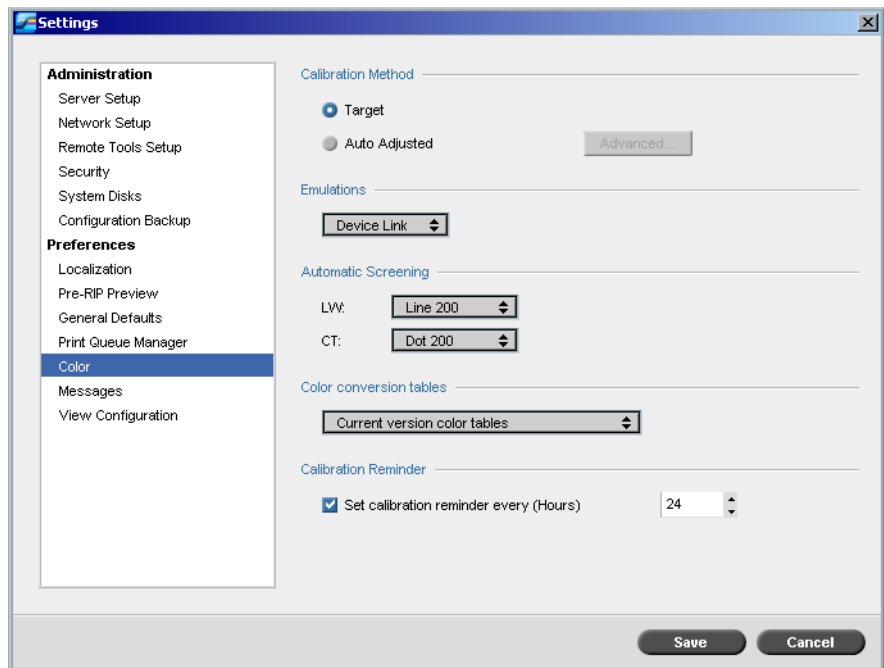 Settings
Administration
Server Setup
Network Setup
Remote Tools Setup
Security
System Disks
Configuration Backup
Preferences
Localization
Pre-RIP Preview
General Defaults
Print Queue Manager
Color
Messages
View Configuration
Calibration Method
Target
Auto Adjusted
Advanced...
Emulations
Device Link
Automatic Screening
LW:
Line 200
CT:
Dot 200
Color conversion tables
Current version color tables
Calibration Reminder
Set calibration reminder every (Hours)
24
Save
Cancel